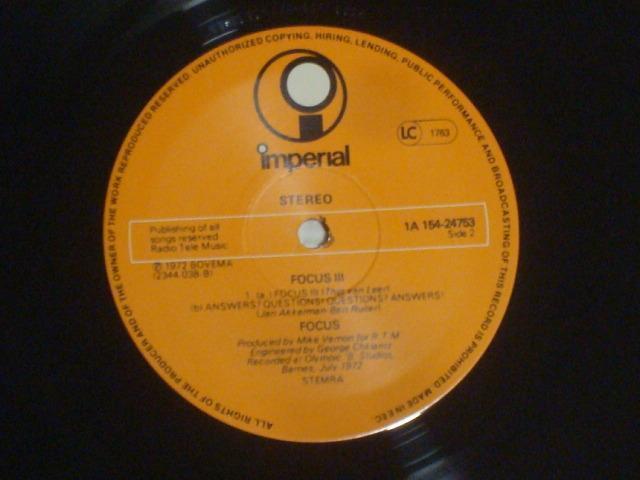 ALL RIGHTS OF THE PRODUCER AND OF THE OWNER OF THE WORK REPRODUCED RESERVED. UNAUTHORIZED COPYING, HIRING, LENDING, PUBLIC PERFORMANCE AND BROADCASTING OF THIS RECORD IS PROHIBITED MADE IN EEC.
imperial
LC 1763
STEREO
Publishing of all
songs reserved
Radio Tele Music
1A 154-24753
Side 2
℗ 1972 BOVEMA
(2344.038-B)
FOCUS III
1. (a.) FOCUS III (Thijs van Leer)
(b) ANSWERS? QUESTIONS! QUESTIONS? ANSWERS!
(Jan Akkerman-Bert Ruiter)
FOCUS
Produced by Mike Vernon for R.T.M.
Engineered by George Chkiantz
Recorded at Olympic 'B' Studios,
Barnes, July 1972
STEMRA